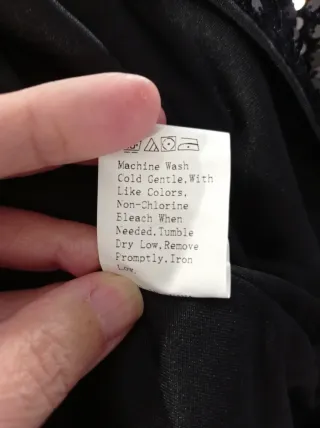 Machine Wash
Cold Gentle,With
Like Colors,
Non-Chlorine
Bleach When
Needed,Tumble
Dry Low,Remove
Promptly,Iron
Low.